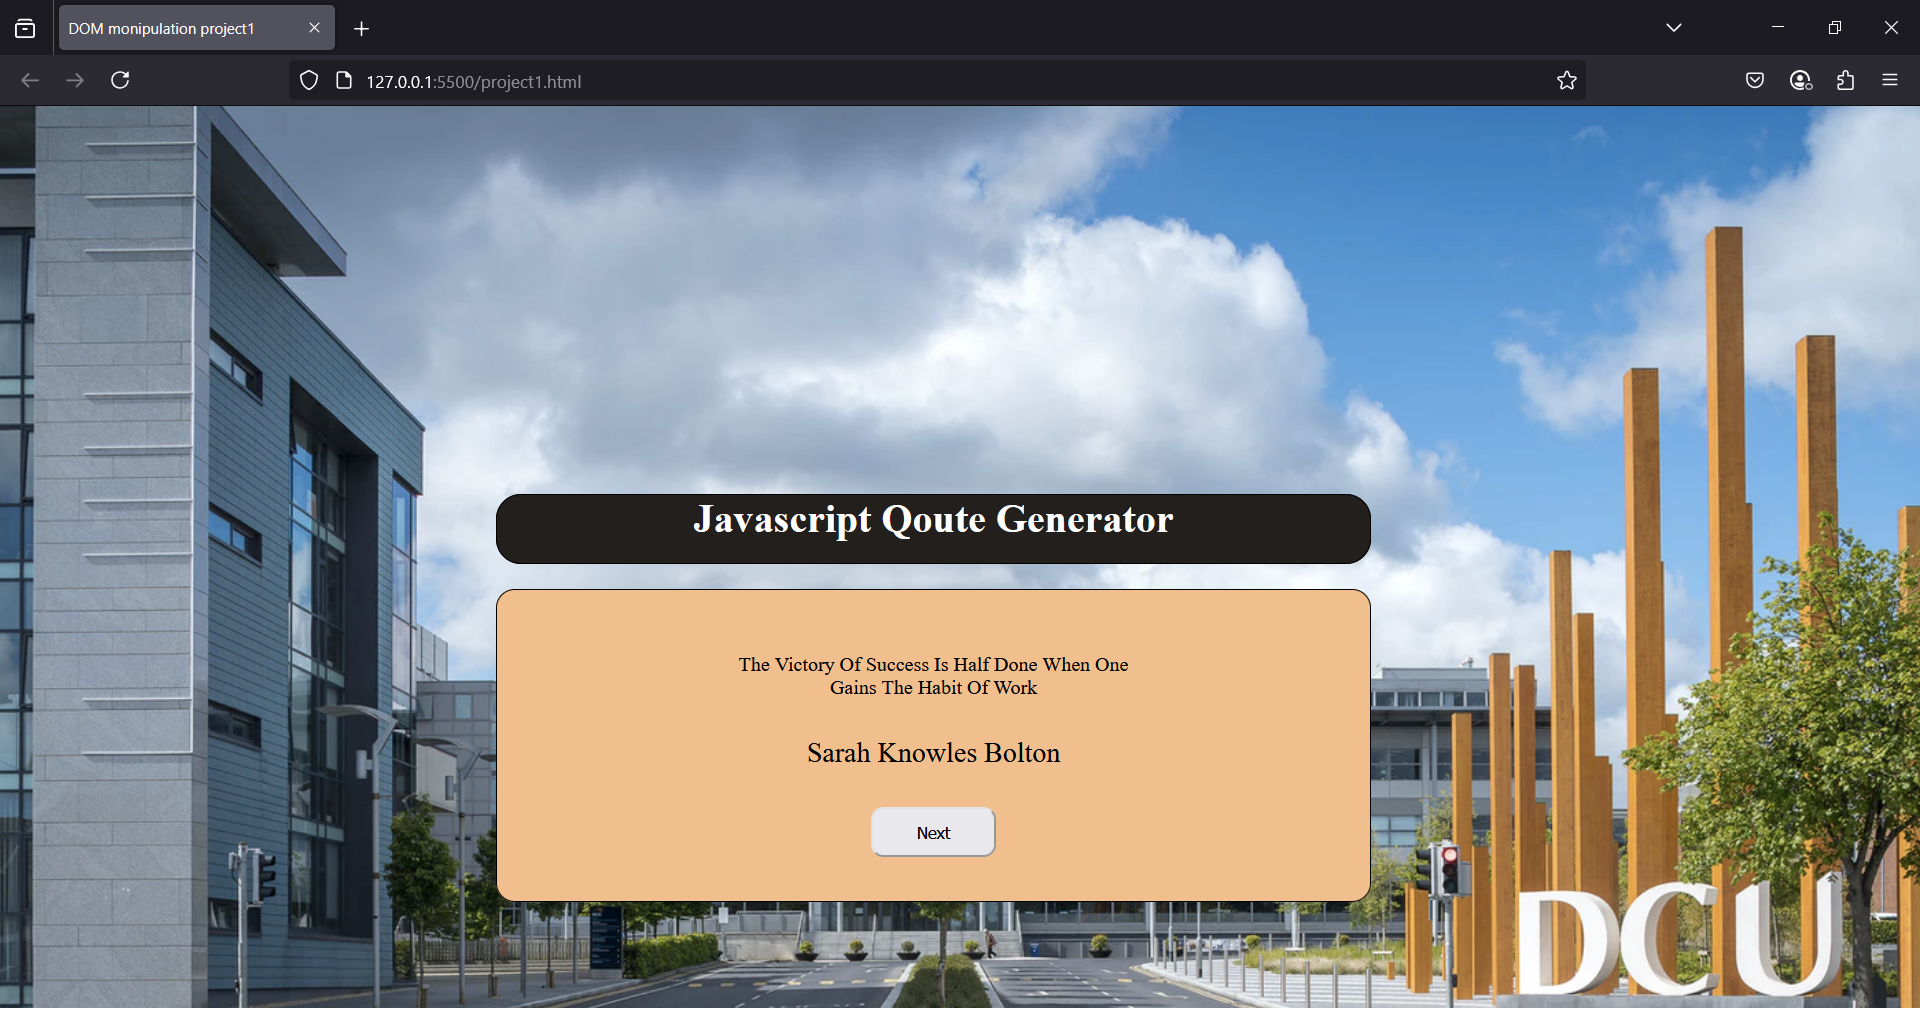 DOM monipulation project1
127.0.0.1:5500/project1.html
Javascript Qoute Generator
The Victory Of Success Is Half Done When One
Gains The Habit Of Work
Sarah Knowles Bolton
Next
DCU